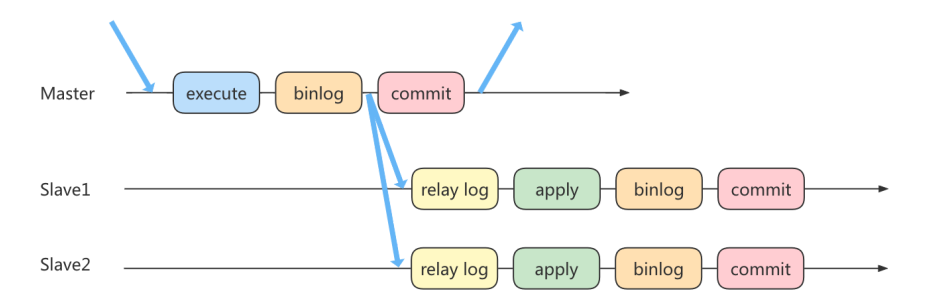 Master execute binlog commit
Slave1 relay log apply binlog commit
Slave2 relay log apply binlog commit